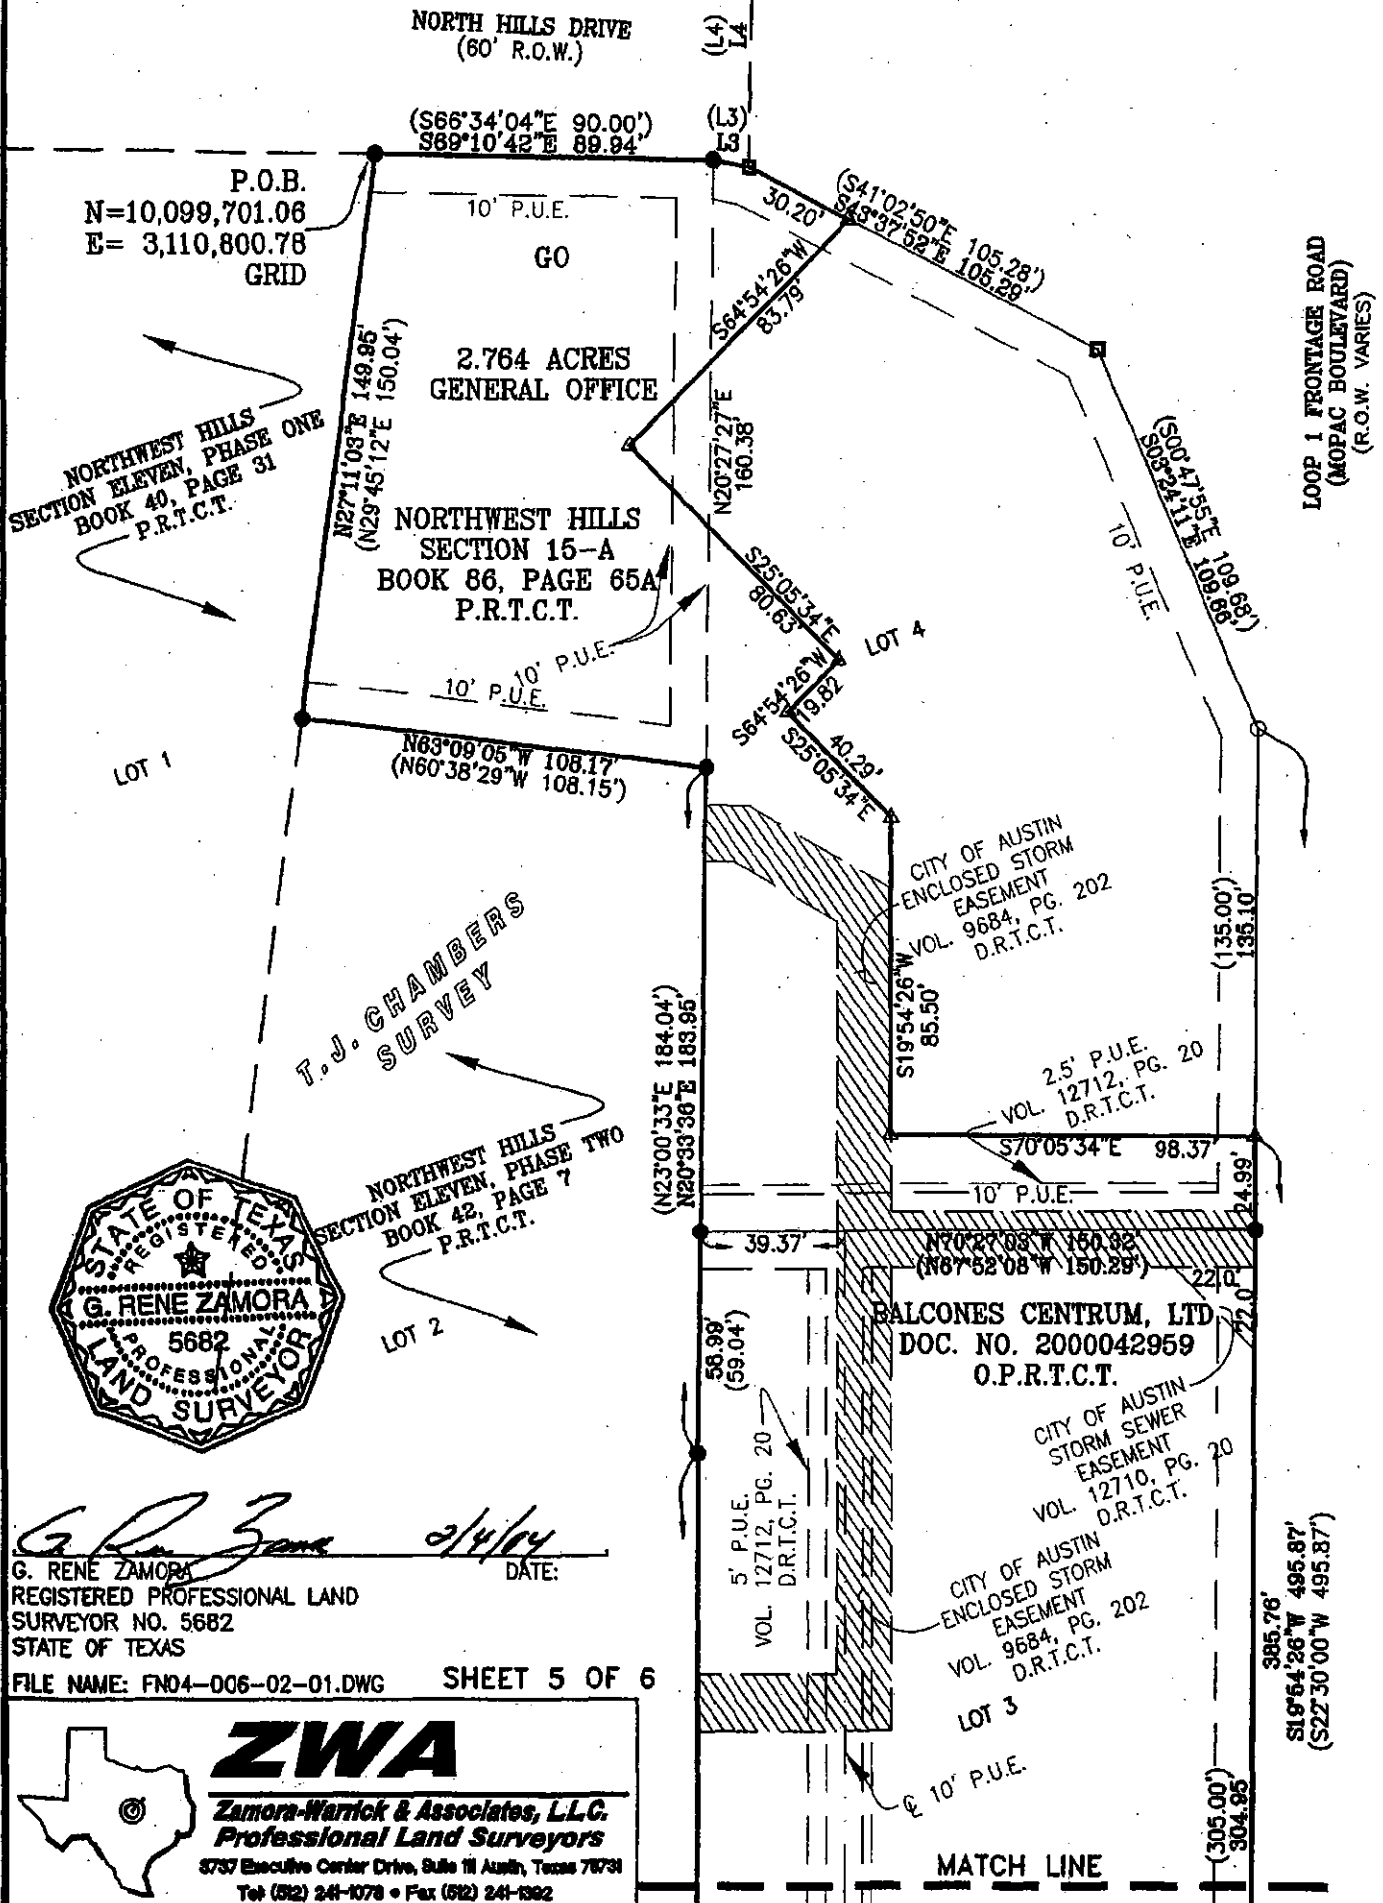 NORTH HILLS DRIVE
(60' R.O.W.)
(L4)
L4
(S66°34'04"E 90.00')
S69°10'42"E 89.94'
(L3)
L3
P.O.B.
N=10,099,701.06
E= 3,110,800.78
GRID
10' P.U.E.
GO
30.20'
(S41°02'50"E 105.28')
S43°37'52"E 105.29'
S64°54'26"W
83.79'
2.764 ACRES
GENERAL OFFICE
N27°11'03"E 149.95'
(N29°45'12"E 150.04')
N20°27'27"E
160.38'
LOOP 1 FRONTAGE ROAD
(MOPAC BOULEVARD)
(R.O.W. VARIES)
NORTHWEST HILLS
SECTION ELEVEN, PHASE ONE
BOOK 40, PAGE 31
P.R.T.C.T.
NORTHWEST HILLS
SECTION 15-A
BOOK 86, PAGE 65A
P.R.T.C.T.
(S00°47'55"E 109.68')
S03°24'11"E 109.66'
10' P.U.E.
S25°05'34"E
80.63'
LOT 4
10' P.U.E.
10' P.U.E.
S64°54'26"W
19.82'
40.29'
S25°05'34"E
N63°09'05"W 108.17'
(N60°38'29"W 108.15')
LOT 1
CITY OF AUSTIN
ENCLOSED STORM
EASEMENT
VOL. 9684, PG. 202
D.R.T.C.T.
(135.00')
135.10'
T.J. CHAMBERS
SURVEY
(N23°00'33"E 184.04')
N20°33'36"E 183.95'
S19°54'26"W
85.50'
2.5' P.U.E.
VOL. 12712, PG. 20
D.R.T.C.T.
S70°05'34"E 98.37'
10' P.U.E.
24.99'
NORTHWEST HILLS
SECTION ELEVEN, PHASE TWO
BOOK 42, PAGE 7
P.R.T.C.T.
39.37'
N70°27'03"W 150.32'
(N67°52'08"W 150.29')
22.0'
22.0'
BALCONES CENTRUM, LTD
DOC. NO. 2000042959
O.P.R.T.C.T.
STATE OF TEXAS
REGISTERED
G. RENE ZAMORA
5682
PROFESSIONAL
LAND SURVEYOR
LOT 2
58.99'
(59.04')
CITY OF AUSTIN
STORM SEWER
EASEMENT
VOL. 12710, PG. 20
D.R.T.C.T.
5' P.U.E.
VOL. 12712, PG. 20
D.R.T.C.T.
CITY OF AUSTIN
ENCLOSED STORM
EASEMENT
VOL. 9684, PG. 202
D.R.T.C.T.
385.76'
S19°54'26"W 495.87'
(S22°30'00"W 495.87')
2/4/04
G. RENE ZAMORA DATE:
REGISTERED PROFESSIONAL LAND
SURVEYOR NO. 5682
STATE OF TEXAS
FILE NAME: FN04-006-02-01.DWG SHEET 5 OF 6
LOT 3
℄ 10' P.U.E.
(305.00')
304.95'
ZWA
Zamora-Warrick & Associates, L.L.C.
Professional Land Surveyors
3737 Executive Center Drive, Suite 111 Austin, Texas 78731
Tel (512) 241-1078 • Fax (512) 241-1392
MATCH LINE